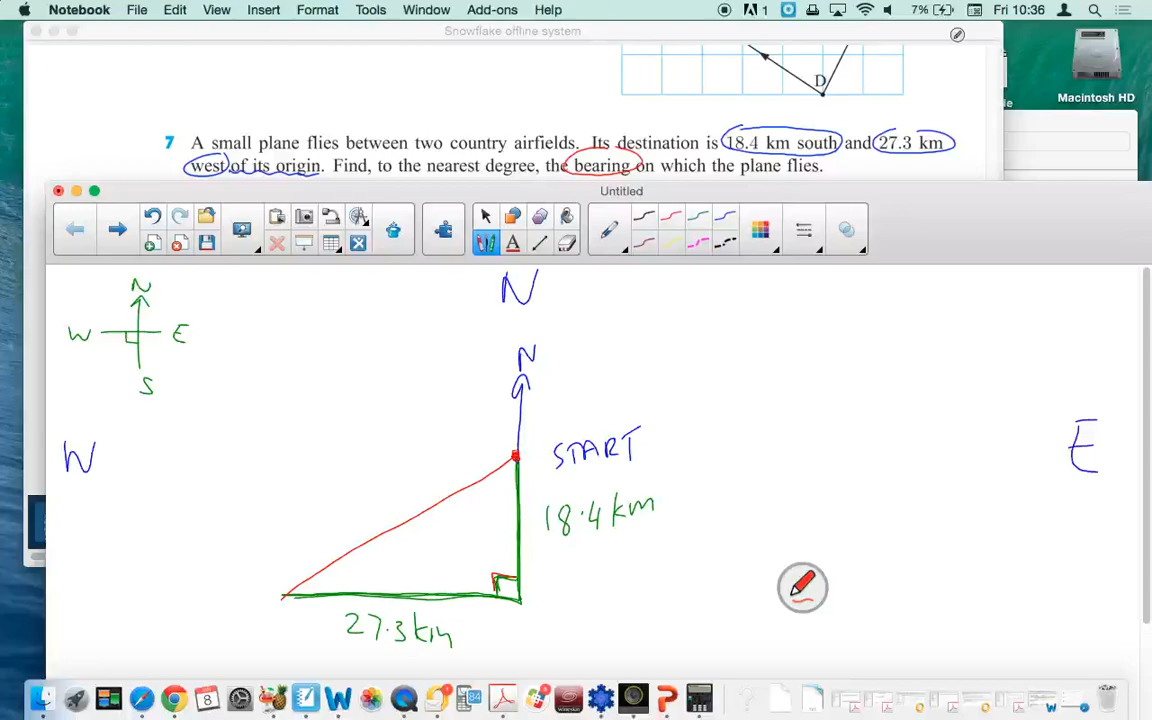 Notebook File Edit View Insert Format Tools Window Add-ons Help
1 7% Fri 10:36
Snowflake offline system
Macintosh HD
D
7 A small plane flies between two country airfields. Its destination is 18.4 km south and 27.3 km
west of its origin. Find, to the nearest degree, the bearing on which the plane flies.
Untitled
A
N
W E
S
N
N
W
START
E
18.4 km
27.3 km